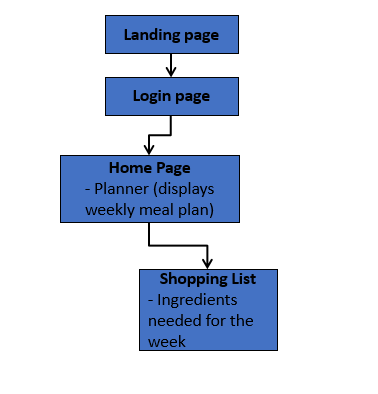 Landing page
Login page
Home Page
- Planner (displays
weekly meal plan)
Shopping List
- Ingredients
needed for the
week